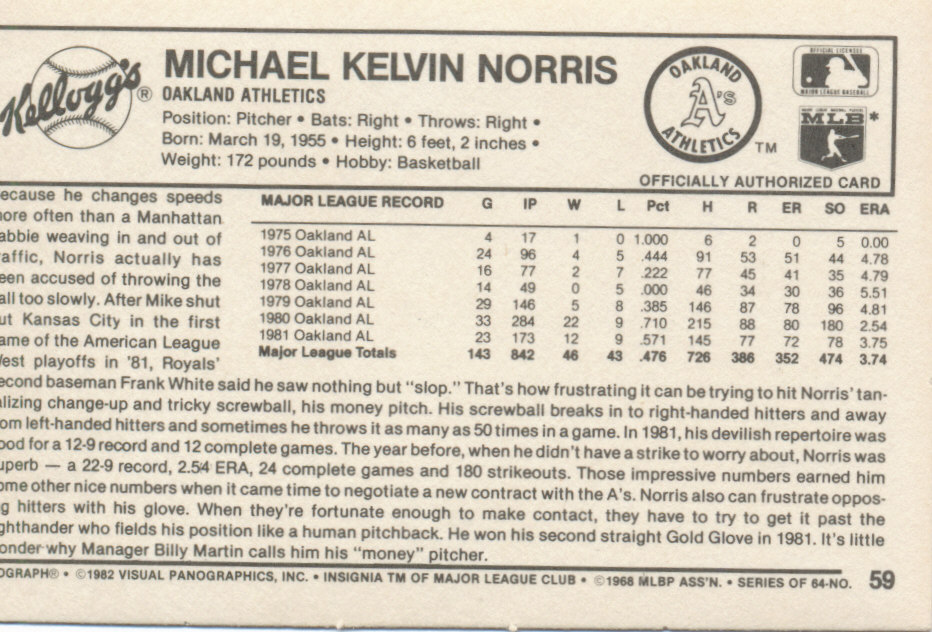 Kellogg's®
MICHAEL KELVIN NORRIS
OAKLAND ATHLETICS
Position: Pitcher • Bats: Right • Throws: Right •
Born: March 19, 1955 • Height: 6 feet, 2 inches •
Weight: 172 pounds • Hobby: Basketball
OAKLAND
A's
ATHLETICS
TM
OFFICIAL LICENSEE
MAJOR LEAGUE BASEBALL
MLB*
OFFICIALLY AUTHORIZED CARD
ecause he changes speeds
ore often than a Manhattan
abbie weaving in and out of
affic, Norris actually has
een accused of throwing the
all too slowly. After Mike shut
ut Kansas City in the first
ame of the American League
West playoffs in '81, Royals'
MAJOR LEAGUE RECORD G IP W L Pct H R ER SO ERA
1975 Oakland AL 4 17 1 0 1.000 6 2 0 5 0.00
1976 Oakland AL 24 96 4 5 .444 91 53 51 44 4.78
1977 Oakland AL 16 77 2 7 .222 77 45 41 35 4.79
1978 Oakland AL 14 49 0 5 .000 46 34 30 36 5.51
1979 Oakland AL 29 146 5 8 .385 146 87 78 96 4.81
1980 Oakland AL 33 284 22 9 .710 215 88 80 180 2.54
1981 Oakland AL 23 173 12 9 .571 145 77 72 78 3.75
Major League Totals 143 842 46 43 .476 726 386 352 474 3.74
econd baseman Frank White said he saw nothing but "slop." That's how frustrating it can be trying to hit Norris' tan-
alizing change-up and tricky screwball, his money pitch. His screwball breaks in to right-handed hitters and away
om left-handed hitters and sometimes he throws it as many as 50 times in a game. In 1981, his devilish repertoire was
ood for a 12-9 record and 12 complete games. The year before, when he didn't have a strike to worry about, Norris was
uperb — a 22-9 record, 2.54 ERA, 24 complete games and 180 strikeouts. Those impressive numbers earned him
ome other nice numbers when it came time to negotiate a new contract with the A's. Norris also can frustrate oppos-
g hitters with his glove. When they're fortunate enough to make contact, they have to try to get it past the
ghthander who fields his position like a human pitchback. He won his second straight Gold Glove in 1981. It's little
onder why Manager Billy Martin calls him his "money" pitcher.
OGRAPH® • ©1982 VISUAL PANOGRAPHICS, INC. • INSIGNIA TM OF MAJOR LEAGUE CLUB • ©1968 MLBP ASS'N. • SERIES OF 64-NO. 59